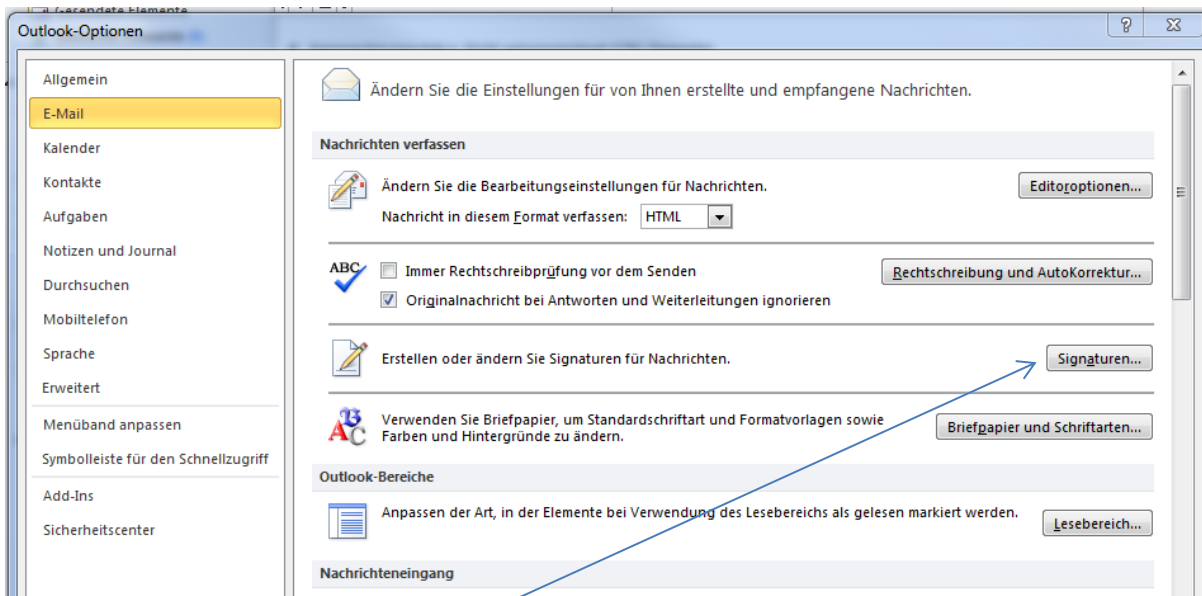 Gesendete Elemente
Outlook-Optionen
Allgemein
E-Mail
Kalender
Kontakte
Aufgaben
Notizen und Journal
Durchsuchen
Mobiltelefon
Sprache
Erweitert
Menüband anpassen
Symbolleiste für den Schnellzugriff
Add-Ins
Sicherheitscenter
Ändern Sie die Einstellungen für von Ihnen erstellte und empfangene Nachrichten.
Nachrichten verfassen
Ändern Sie die Bearbeitungseinstellungen für Nachrichten.
Editoroptionen...
Nachricht in diesem Format verfassen: HTML
ABC
Immer Rechtschreibprüfung vor dem Senden
Rechtschreibung und AutoKorrektur...
Originalnachricht bei Antworten und Weiterleitungen ignorieren
Erstellen oder ändern Sie Signaturen für Nachrichten.
Signaturen...
Verwenden Sie Briefpapier, um Standardschriftart und Formatvorlagen sowie
Farben und Hintergründe zu ändern.
Briefpapier und Schriftarten...
Outlook-Bereiche
Anpassen der Art, in der Elemente bei Verwendung des Lesebereichs als gelesen markiert werden.
Lesebereich...
Nachrichteneingang